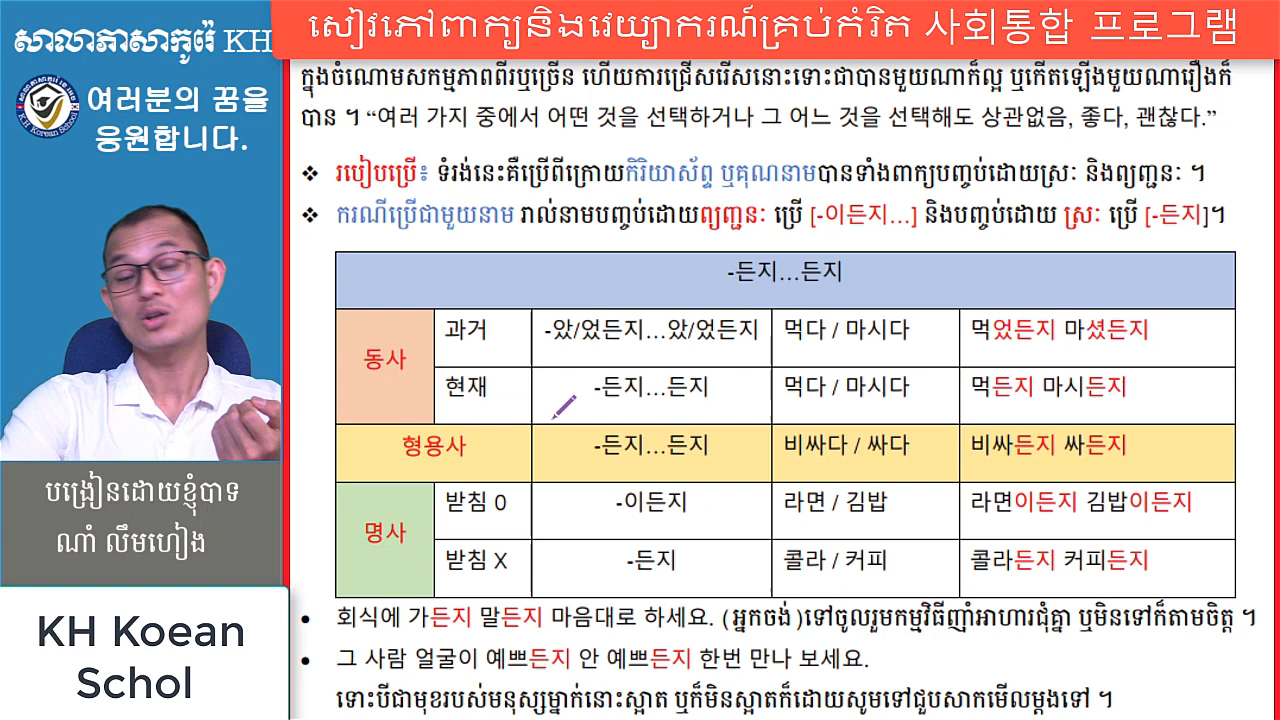 សាលាភាសាកូរ៉េ KH
សៀវភៅពាក្យនិងវេយ្យាករណ៍គ្រប់កំរិត 사회통합 프로그램
여러분의 꿈을
응원합니다.
ក្នុងចំណោមសកម្មភាពពីរឬច្រើន ហើយការជ្រើសរើសនោះទោះជាបានមួយណាក៏ល្អ ឬកើតឡើងមួយណារឿងក៏
បាន ។ “여러 가지 중에서 어떤 것을 선택하거나 그 어느 것을 선택해도 상관없음, 좋다, 괜찮다.”
❖ របៀបប្រើ៖ ទំរង់នេះគឺប្រើពីក្រោយកិរិយាស័ព្ទ ឬគុណនាមបានទាំងពាក្យបញ្ចប់ដោយស្រៈ និងព្យញ្ជនៈ ។
❖ ករណីប្រើជាមួយនាម រាល់នាមបញ្ចប់ដោយព្យញ្ជនៈ ប្រើ [-이든지…] និងបញ្ចប់ដោយ ស្រៈ ប្រើ [-든지]។
-든지…든지
동사
과거 -았/었든지…았/었든지 먹다 / 마시다 먹었든지 마셨든지
현재 -든지…든지 먹다 / 마시다 먹든지 마시든지
형용사 -든지…든지 비싸다 / 싸다 비싸든지 싸든지
명사
받침 0 -이든지 라면 / 김밥 라면이든지 김밥이든지
받침 X -든지 콜라 / 커피 콜라든지 커피든지
• 회식에 가든지 말든지 마음대로 하세요. (អ្នកចង់)ទៅចូលរួមកម្មវិធីញ៉ាំអាហារជុំគ្នា ឬមិនទៅក៏តាមចិត្ត ។
• 그 사람 얼굴이 예쁘든지 안 예쁘든지 한번 만나 보세요.
ទោះបីជាមុខរបស់មនុស្សម្នាក់នោះស្អាត ឬក៏មិនស្អាតក៏ដោយសូមទៅជួបសាកមើលម្តងទៅ ។
បង្រៀនដោយខ្ញុំបាទ
ណាំ លឹមហៀង
KH Koean
Schol